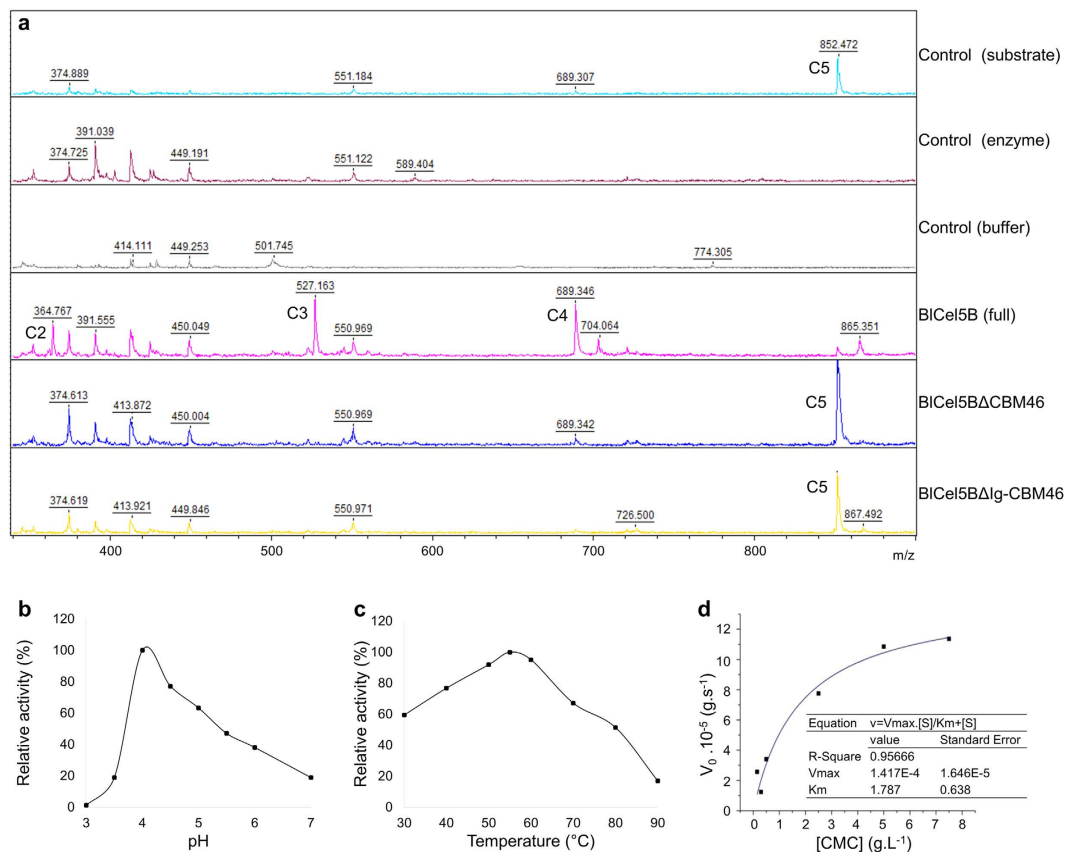 a
852.472
C5
374.889
551.184
689.307
Control (substrate)
391.039
374.725
449.191
551.122
589.404
Control (enzyme)
414.111
449.253
501.745
774.305
Control (buffer)
527.163
689.346
C2
364.767
391.555
450.049
C3
550.969
C4
704.064
865.351
BlCel5B (full)
374.613
413.872
450.004
550.969
689.342
C5
BlCel5BΔCBM46
374.619
413.921
449.846
550.971
726.500
C5
867.492
BlCel5BΔIg-CBM46
400 500 600 700 800
m/z
b
Relative activity (%)
120
100
80
60
40
20
0
3 4 5 6 7
pH
c
Relative activity (%)
120
100
80
60
40
20
0
30 40 50 60 70 80 90
Temperature (°C)
d
V0 .10-5 (g.s-1)
12
10
8
6
4
2
0
0 1 2 3 4 5 6 7 8
[CMC] (g.L-1)
Equation v=Vmax.[S]/Km+[S]
value Standard Error
R-Square 0.95666
Vmax 1.417E-4 1.646E-5
Km 1.787 0.638